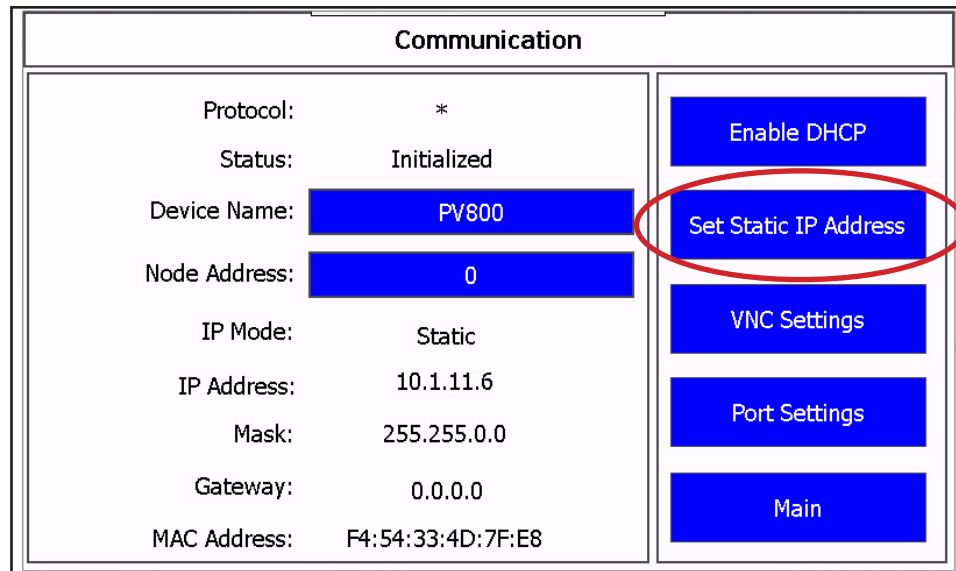 Communication
Protocol: *
Status: Initialized
Device Name: PV800
Node Address: 0
IP Mode: Static
IP Address: 10.1.11.6
Mask: 255.255.0.0
Gateway: 0.0.0.0
MAC Address: F4:54:33:4D:7F:E8
Enable DHCP
Set Static IP Address
VNC Settings
Port Settings
Main